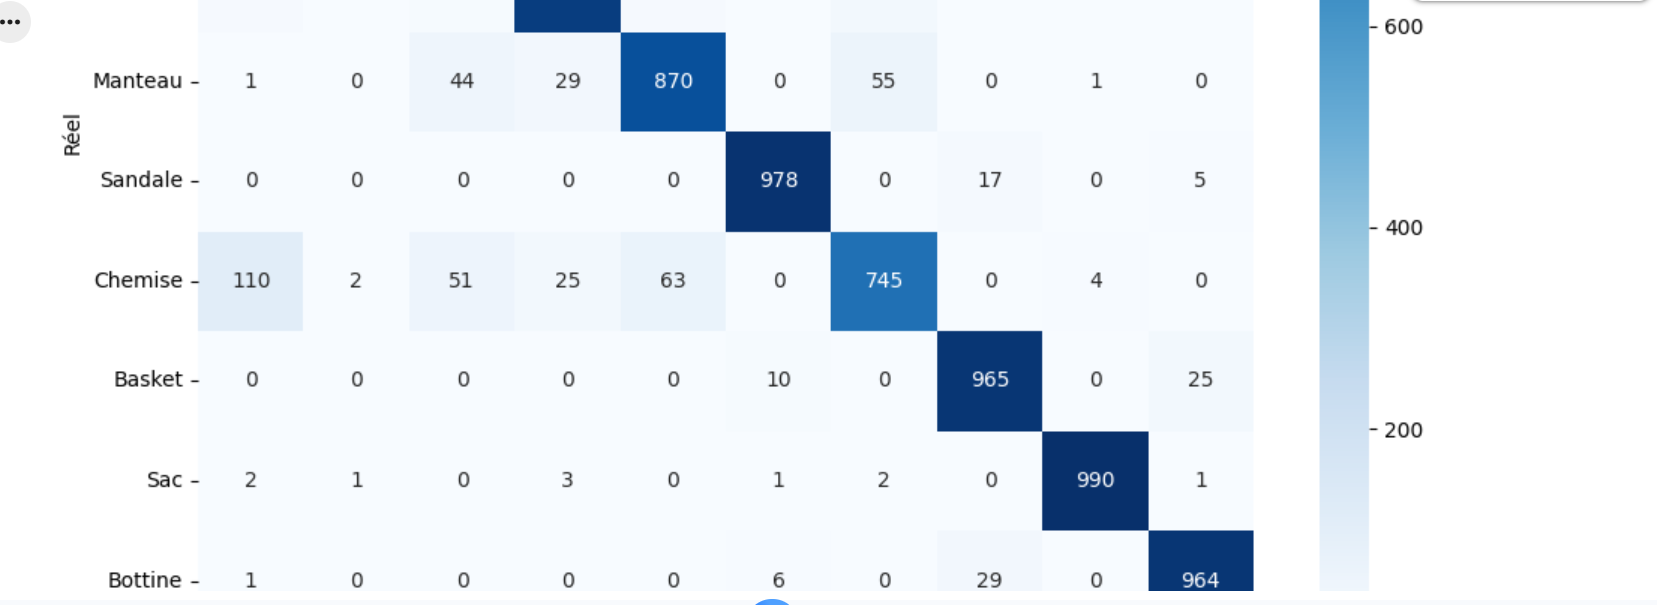 600
Manteau 1 0 44 29 870 0 55 0 1 0
Réel
Sandale 0 0 0 0 0 978 0 17 0 5
400
Chemise 110 2 51 25 63 0 745 0 4 0
Basket 0 0 0 0 0 10 0 965 0 25
200
Sac 2 1 0 3 0 1 2 0 990 1
Bottine 1 0 0 0 0 6 0 29 0 964